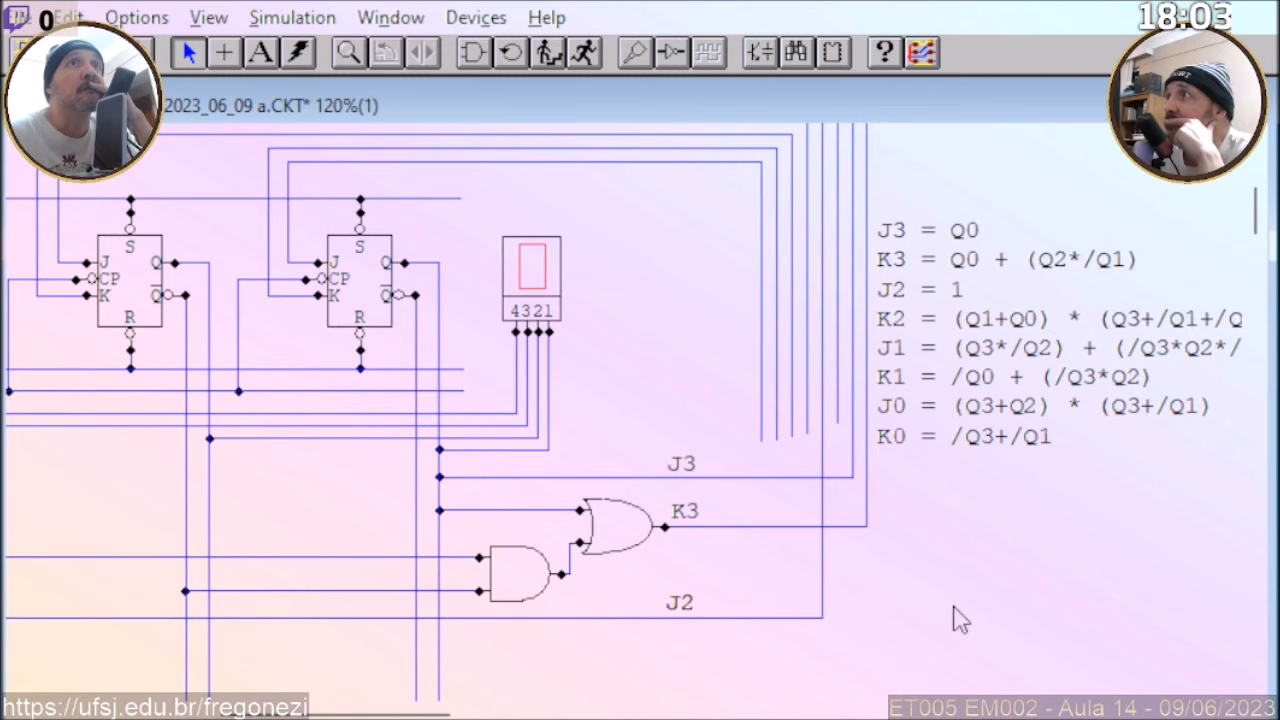 0
18:03
Edit Options View Simulation Window Devices Help
A ?
2023_06_09 a.CKT* 120%(1)
S S
J Q J Q
CP CP
K Q K Q
R R
4321
J3 = Q0
K3 = Q0 + (Q2*/Q1)
J2 = 1
K2 = (Q1+Q0) * (Q3+/Q1+/Q
J1 = (Q3*/Q2) + (/Q3*Q2*/
K1 = /Q0 + (/Q3*Q2)
J0 = (Q3+Q2) * (Q3+/Q1)
K0 = /Q3+/Q1
J3
K3
J2
https://ufsj.edu.br/fregonezi
ET005 EM002 - Aula 14 - 09/06/2023